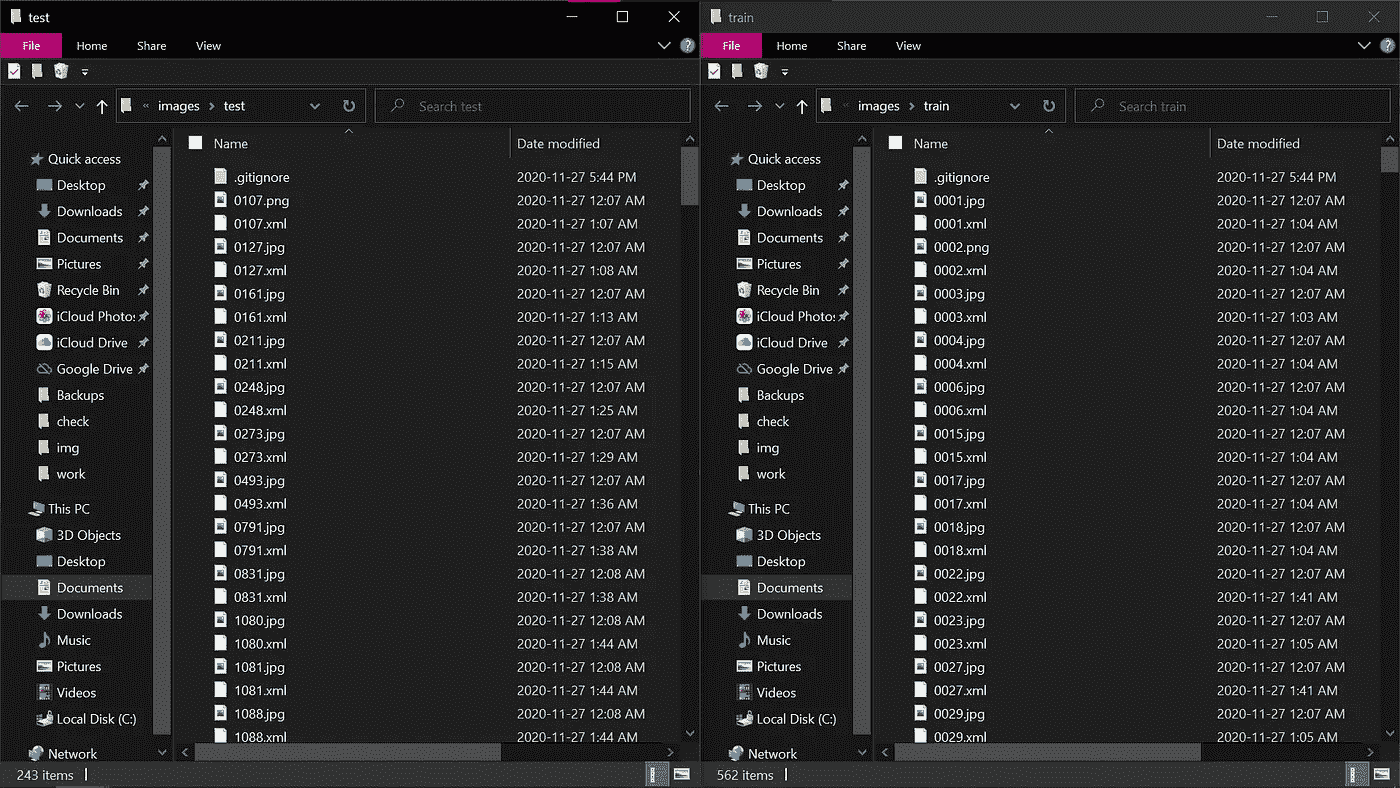 test
File Home Share View
« images > test
Search test
Name Date modified
Quick access
Desktop
Downloads
Documents
Pictures
Recycle Bin
iCloud Photos
iCloud Drive
Google Drive
Backups
check
img
work
This PC
3D Objects
Desktop
Documents
Downloads
Music
Pictures
Videos
Local Disk (C:)
Network
.gitignore 2020-11-27 5:44 PM
0107.png 2020-11-27 12:07 AM
0107.xml 2020-11-27 1:07 AM
0127.jpg 2020-11-27 12:07 AM
0127.xml 2020-11-27 1:08 AM
0161.jpg 2020-11-27 12:07 AM
0161.xml 2020-11-27 1:13 AM
0211.jpg 2020-11-27 12:07 AM
0211.xml 2020-11-27 1:15 AM
0248.jpg 2020-11-27 12:07 AM
0248.xml 2020-11-27 1:25 AM
0273.jpg 2020-11-27 12:07 AM
0273.xml 2020-11-27 1:29 AM
0493.jpg 2020-11-27 12:07 AM
0493.xml 2020-11-27 1:36 AM
0791.jpg 2020-11-27 12:07 AM
0791.xml 2020-11-27 1:38 AM
0831.jpg 2020-11-27 12:08 AM
0831.xml 2020-11-27 1:38 AM
1080.jpg 2020-11-27 12:08 AM
1080.xml 2020-11-27 1:44 AM
1081.jpg 2020-11-27 12:08 AM
1081.xml 2020-11-27 1:44 AM
1088.jpg 2020-11-27 12:08 AM
1088.xml 2020-11-27 1:44 AM
243 items
train
File Home Share View
« images > train
Search train
Name Date modified
Quick access
Desktop
Downloads
Documents
Pictures
Recycle Bin
iCloud Photos
iCloud Drive
Google Drive
Backups
check
img
work
This PC
3D Objects
Desktop
Documents
Downloads
Music
Pictures
Videos
Local Disk (C:)
Network
.gitignore 2020-11-27 5:44 PM
0001.jpg 2020-11-27 12:07 AM
0001.xml 2020-11-27 1:04 AM
0002.png 2020-11-27 12:07 AM
0002.xml 2020-11-27 1:04 AM
0003.jpg 2020-11-27 12:07 AM
0003.xml 2020-11-27 1:03 AM
0004.jpg 2020-11-27 12:07 AM
0004.xml 2020-11-27 1:04 AM
0006.jpg 2020-11-27 12:07 AM
0006.xml 2020-11-27 1:04 AM
0015.jpg 2020-11-27 12:07 AM
0015.xml 2020-11-27 1:04 AM
0017.jpg 2020-11-27 12:07 AM
0017.xml 2020-11-27 1:04 AM
0018.jpg 2020-11-27 12:07 AM
0018.xml 2020-11-27 1:04 AM
0022.jpg 2020-11-27 12:07 AM
0022.xml 2020-11-27 1:41 AM
0023.jpg 2020-11-27 12:07 AM
0023.xml 2020-11-27 1:05 AM
0027.jpg 2020-11-27 12:07 AM
0027.xml 2020-11-27 1:41 AM
0029.jpg 2020-11-27 12:07 AM
0029.xml 2020-11-27 1:05 AM
562 items